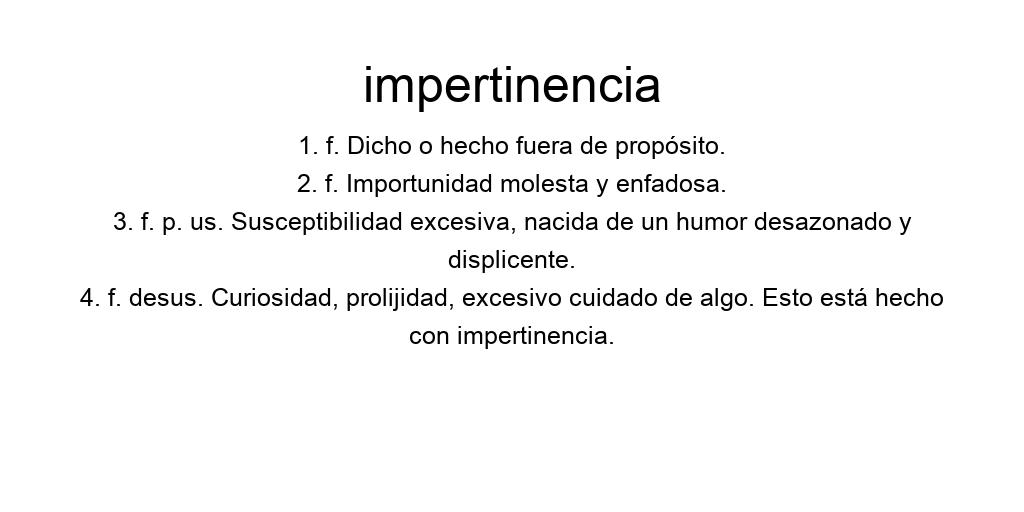 impertinencia
1. f. Dicho o hecho fuera de propósito.
2. f. Importunidad molesta y enfadosa.
3. f. p. us. Susceptibilidad excesiva, nacida de un humor desazonado y
displicente.
4. f. desus. Curiosidad, prolijidad, excesivo cuidado de algo. Esto está hecho
con impertinencia.